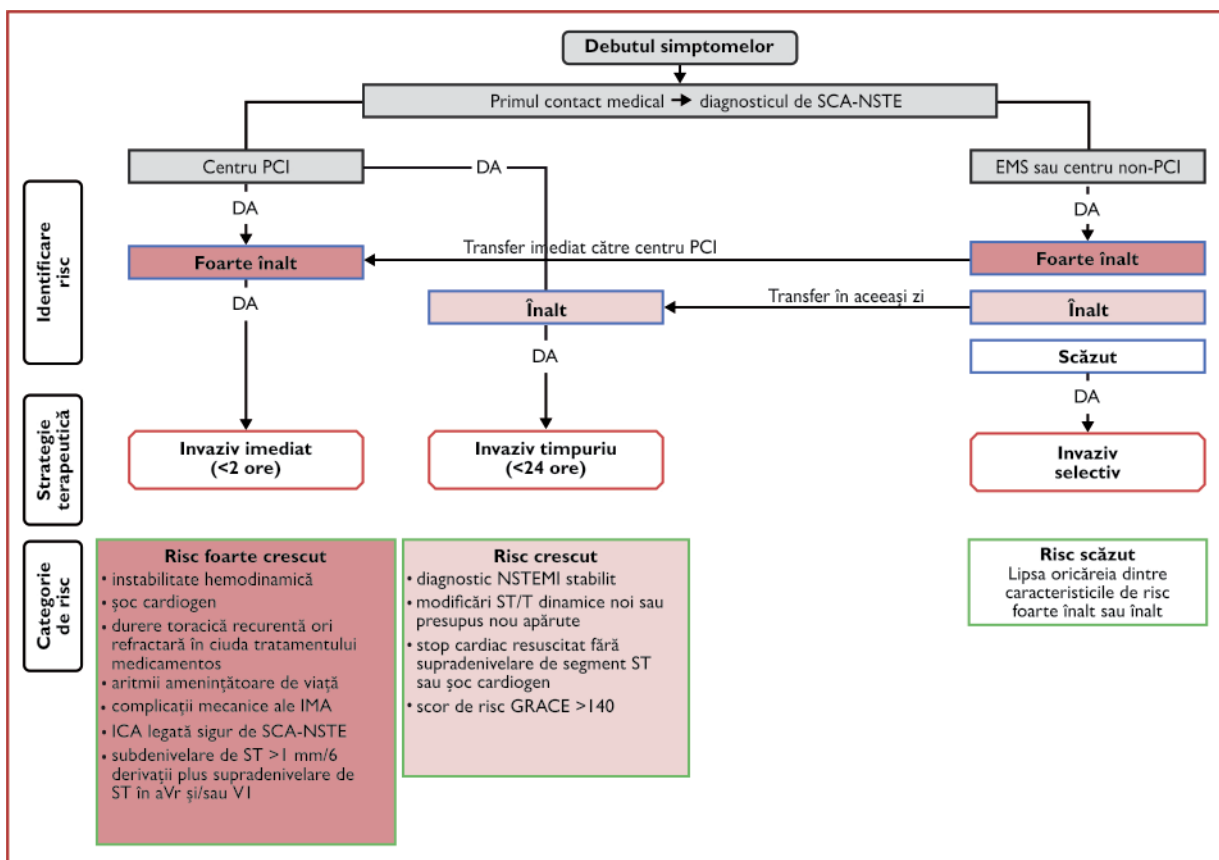 Debutul simptomelor
Primul contact medical → diagnosticul de SCA-NSTE
Centru PCI
DA
EMS sau centru non-PCI
DA
DA
Identificare
risc
Foarte înalt
Transfer imediat către centru PCI
Foarte înalt
DA
Înalt
Transfer în aceeași zi
Înalt
DA
Scăzut
DA
Strategie
terapeutică
Invaziv imediat
(<2 ore)
Invaziv timpuriu
(<24 ore)
Invaziv
selectiv
Categorie
de risc
Risc foarte crescut
• instabilitate hemodinamică
• șoc cardiogen
• durere toracică recurentă ori
refractară în ciuda tratamentului
medicamentos
• aritmii amenințătoare de viață
• complicații mecanice ale IMA
• ICA legată sigur de SCA-NSTE
• subdenivelare de ST >1 mm/6
derivații plus supradenivelare de
ST în aVr și/sau V1
Risc crescut
• diagnostic NSTEMI stabilit
• modificări ST/T dinamice noi sau
presupus nou apărute
• stop cardiac resuscitat fără
supradenivelare de segment ST
sau șoc cardiogen
• scor de risc GRACE >140
Risc scăzut
Lipsa oricăreia dintre
caracteristicile de risc
foarte înalt sau înalt